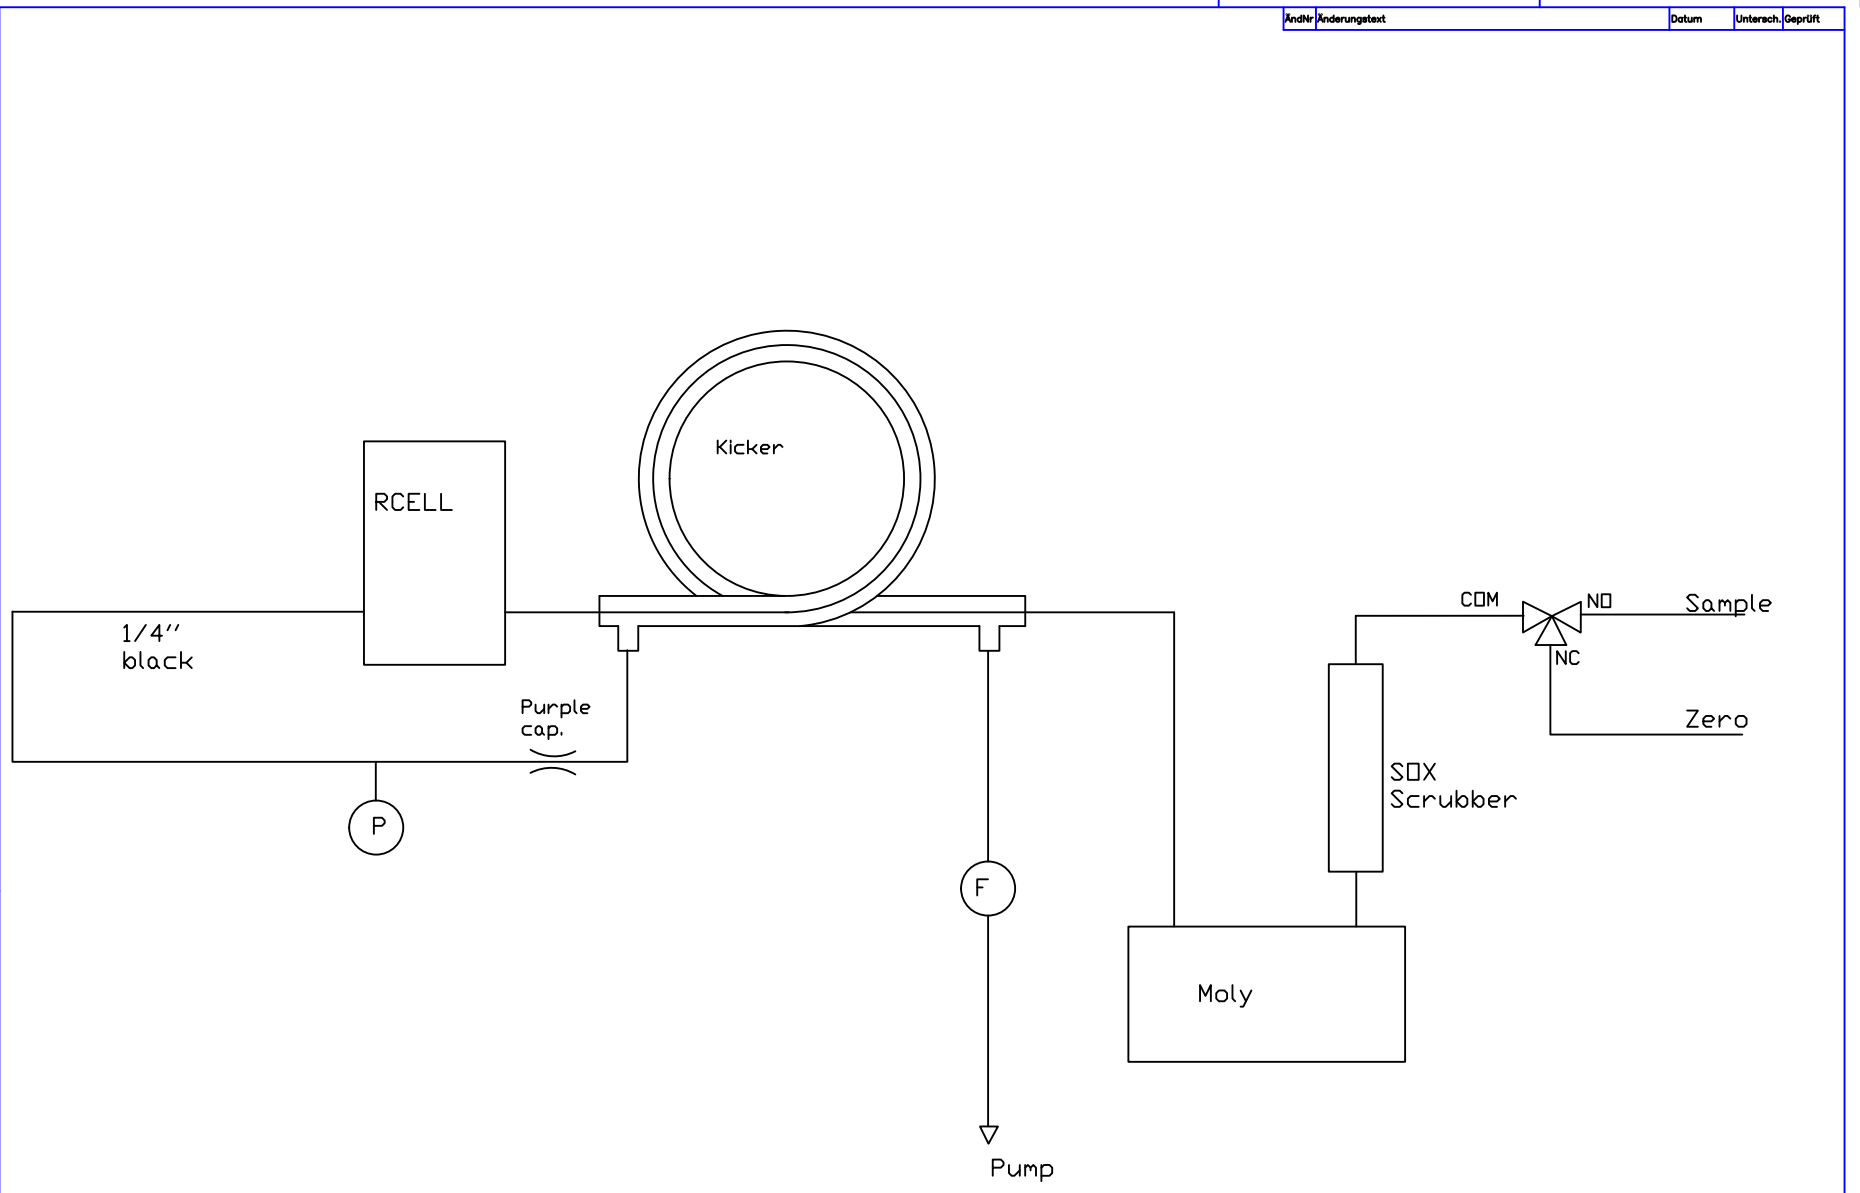 ÄndNr Änderungstext Datum Untersch. Geprüft
Kicker
RCELL
COM
NO
Sample
1/4"
black
NC
Purple
cap.
Zero
SOX
Scrubber
P
F
Moly
Pump